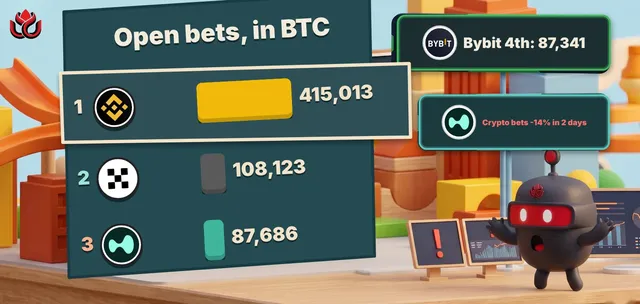 Open bets, in BTC
1
415,013
2
108,123
3
87,686
BYBIT
Bybit 4th: 87,341
Crypto bets -14% in 2 days
!